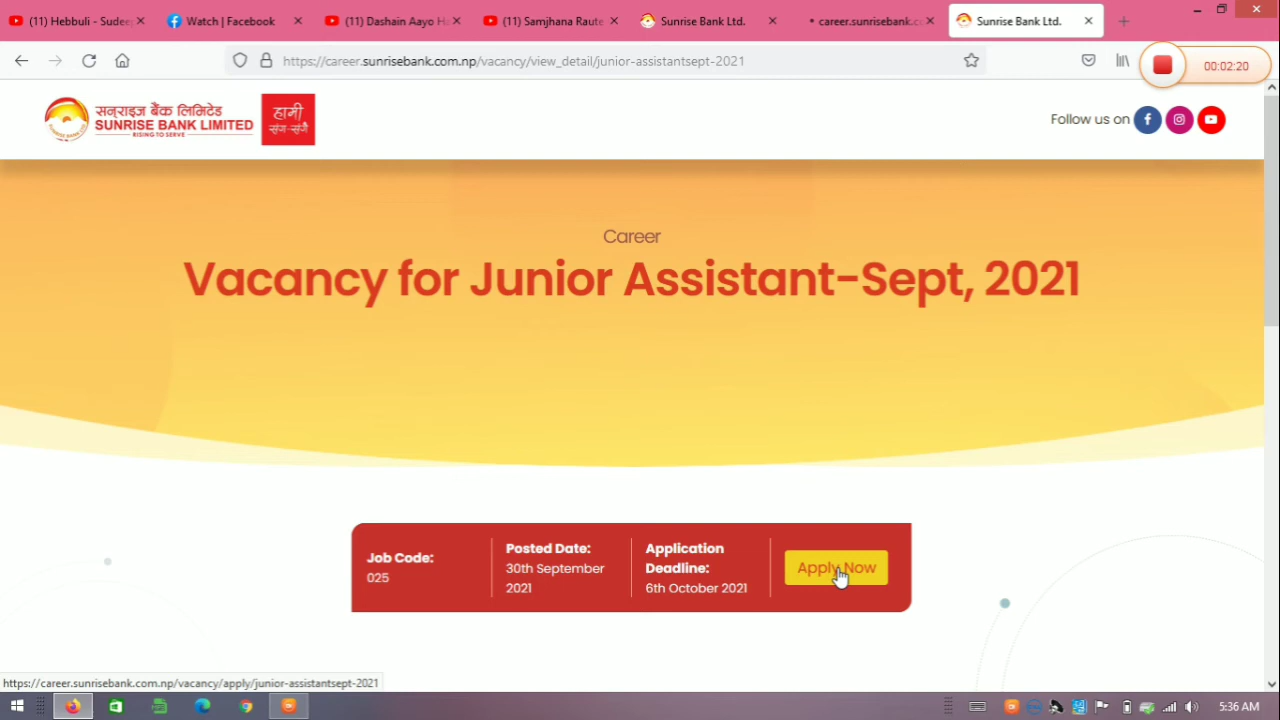 (11) Hebbuli - Sudee
Watch | Facebook
(11) Dashain Aayo Ha
(11) Samjhana Raute
Sunrise Bank Ltd.
career.sunrisebank.c
Sunrise Bank Ltd.
https://career.sunrisebank.com.np/vacancy/view_detail/junior-assistantsept-2021
00:02:20
सनराइज बैंक लिमिटेड
SUNRISE BANK LIMITED
RISING TO SERVE
हामी
संग-संगै
Follow us on
Career
Vacancy for Junior Assistant-Sept, 2021
Job Code:
025
Posted Date:
30th September
2021
Application
Deadline:
6th October 2021
Apply Now
https://career.sunrisebank.com.np/vacancy/apply/junior-assistantsept-2021
5:36 AM